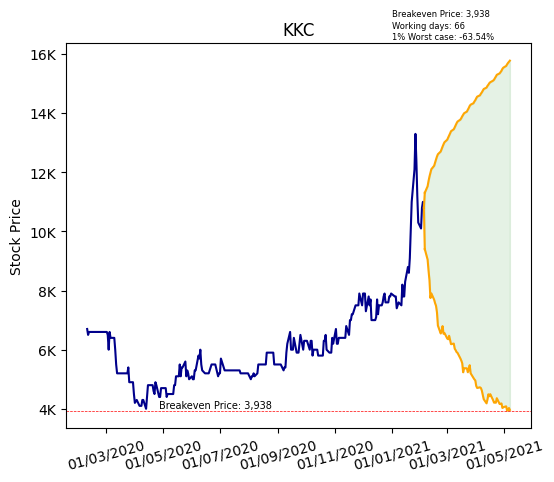 Breakeven Price: 3,938
Working days: 66
1% Worst case: -63.54%
KKC
16K
14K
12K
10K
8K
6K
4K
Stock Price
Breakeven Price: 3,938
01/03/2020
01/05/2020
01/07/2020
01/09/2020
01/11/2020
01/01/2021
01/03/2021
01/05/2021